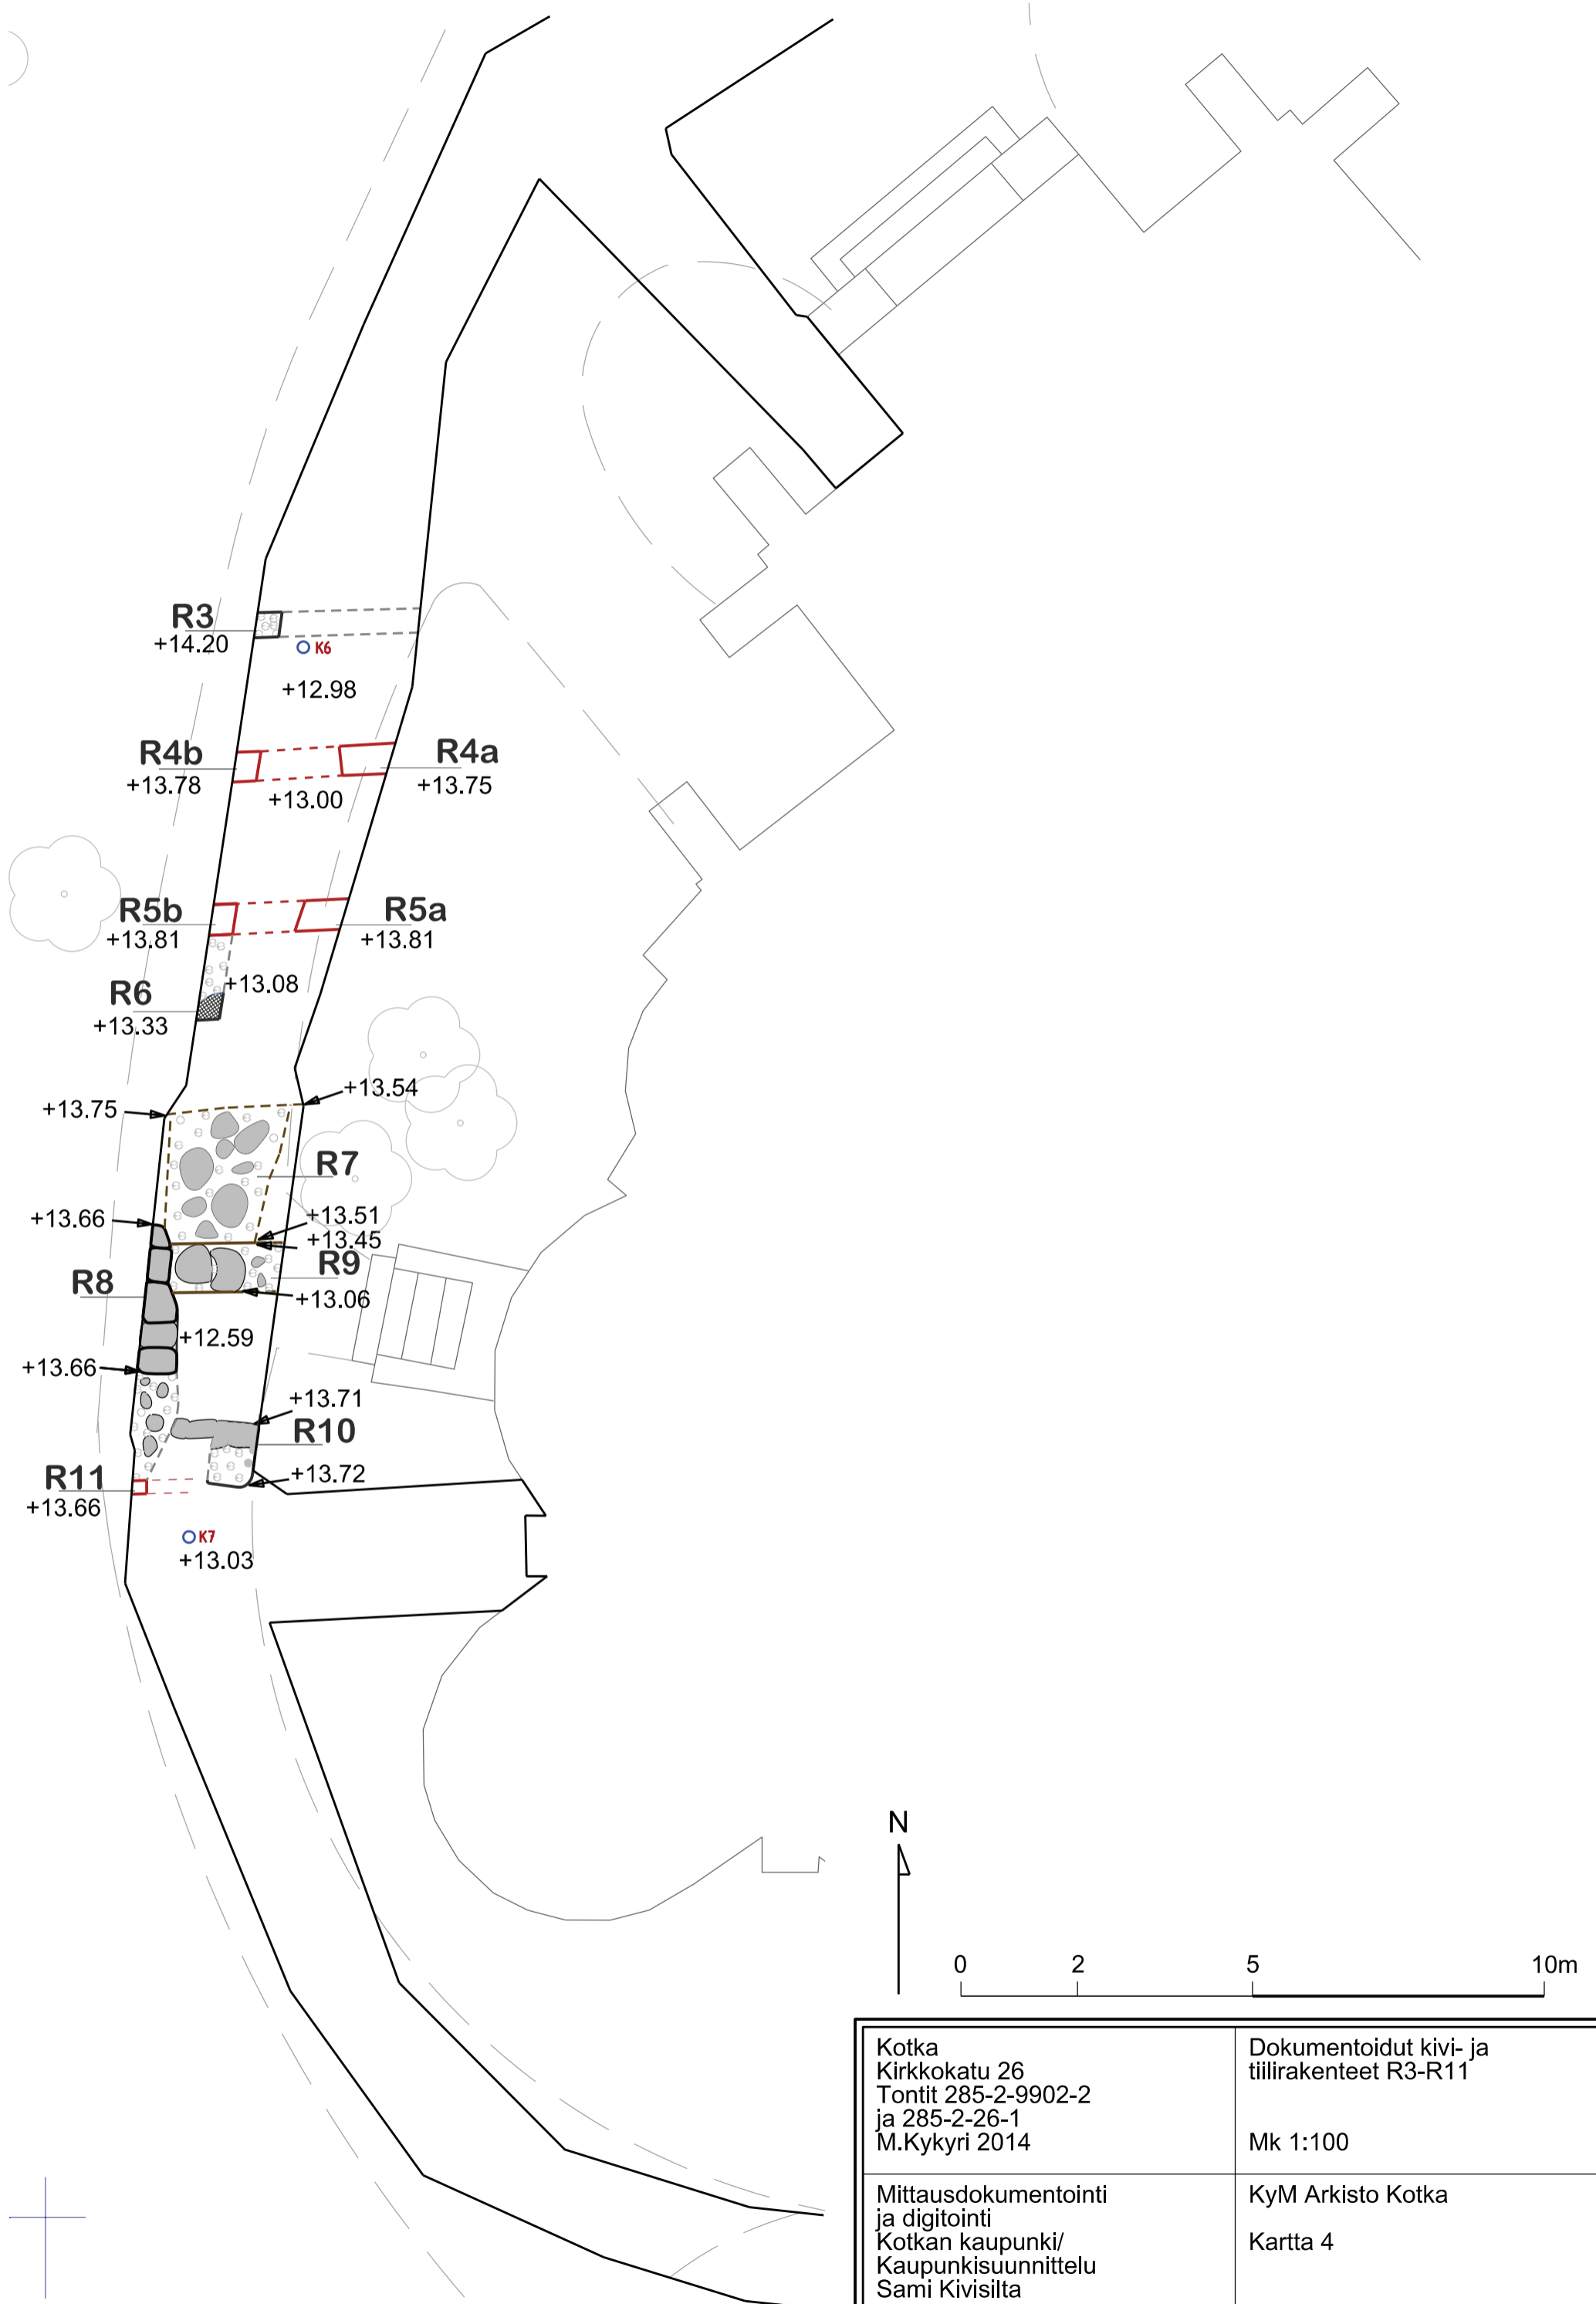 R3
+14.20
K6
+12.98
R4b
+13.78
R4a
+13.75
+13.00
R5b
+13.81
R5a
+13.81
+13.08
R6
+13.33
+13.54
+13.75
R7
+13.66
+13.51
+13.45
R9
R8
+13.06
+12.59
+13.66
+13.71
R10
R11
+13.72
+13.66
K7
+13.03
N
0 2 5 10m
Kotka
Kirkkokatu 26
Tontit 285-2-9902-2
ja 285-2-26-1
M.Kykyri 2014
Dokumentoidut kivi- ja
tiilirakenteet R3-R11
Mk 1:100
Mittausdokumentointi
ja digitointi
Kotkan kaupunki/
Kaupunkisuunnittelu
Sami Kivisilta
KyM Arkisto Kotka
Kartta 4